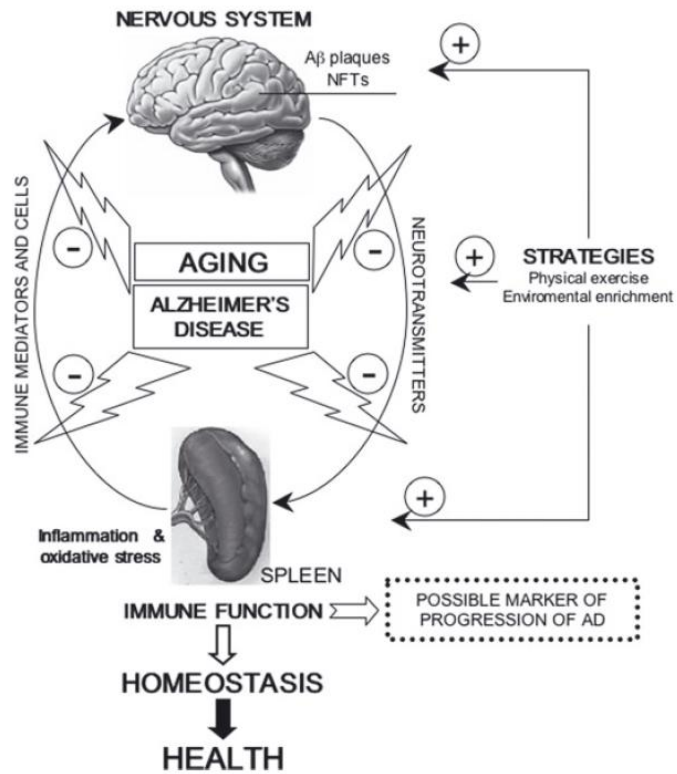 NERVOUS SYSTEM
Aβ plaques
NFTs
+
IMMUNE MEDIATORS AND CELLS
-
-
AGING
ALZHEIMER'S
DISEASE
NEUROTRANSMITTERS
+
STRATEGIES
Physical exercise
Enviromental enrichment
-
-
+
Inflammation &
oxidative stress
SPLEEN
IMMUNE FUNCTION
POSSIBLE MARKER OF
PROGRESSION OF AD
HOMEOSTASIS
HEALTH